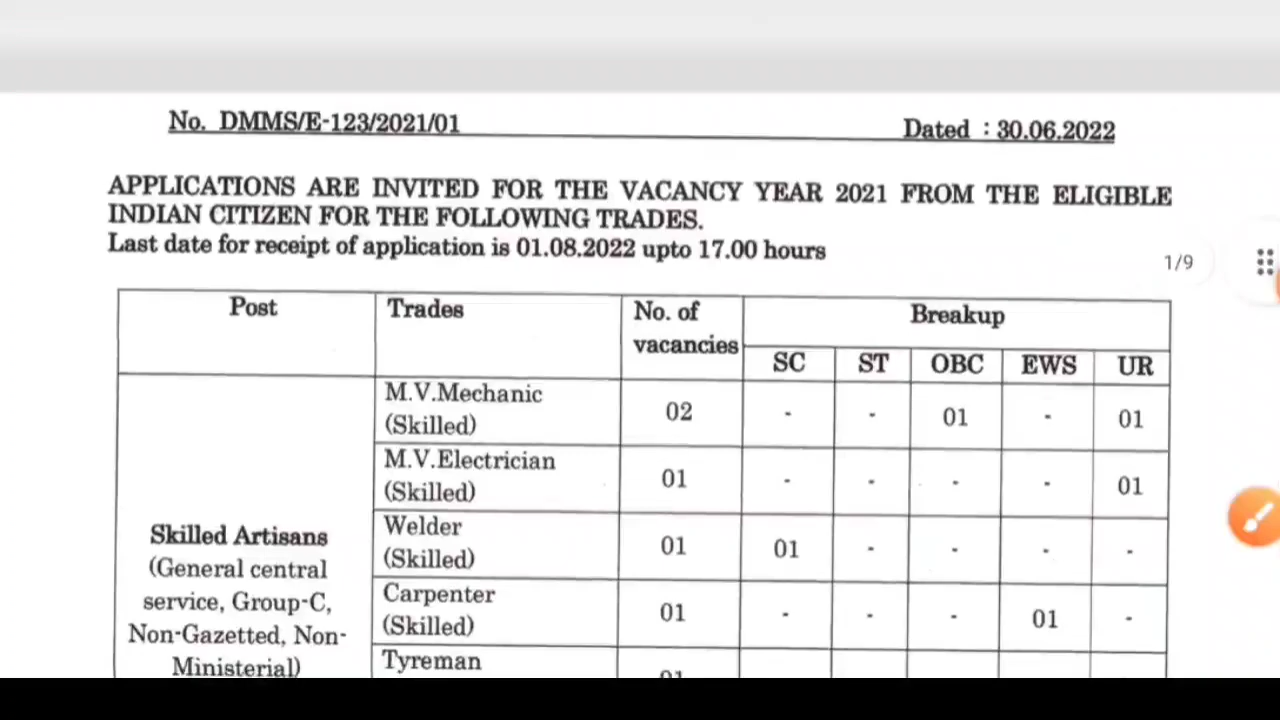 No. DMMS/E-123/2021/01 Dated : 30.06.2022
APPLICATIONS ARE INVITED FOR THE VACANCY YEAR 2021 FROM THE ELIGIBLE
INDIAN CITIZEN FOR THE FOLLOWING TRADES.
Last date for receipt of application is 01.08.2022 upto 17.00 hours
1/9
Post Trades No. of vacancies Breakup
SC ST OBC EWS UR
M.V.Mechanic
(Skilled) 02 - - 01 - 01
M.V.Electrician
(Skilled) 01 - - - - 01
Skilled Artisans
(General central
service, Group-C,
Non-Gazetted, Non-
Ministerial)
Welder
(Skilled) 01 01 - - - -
Carpenter
(Skilled) 01 - - - 01 -
Tyreman